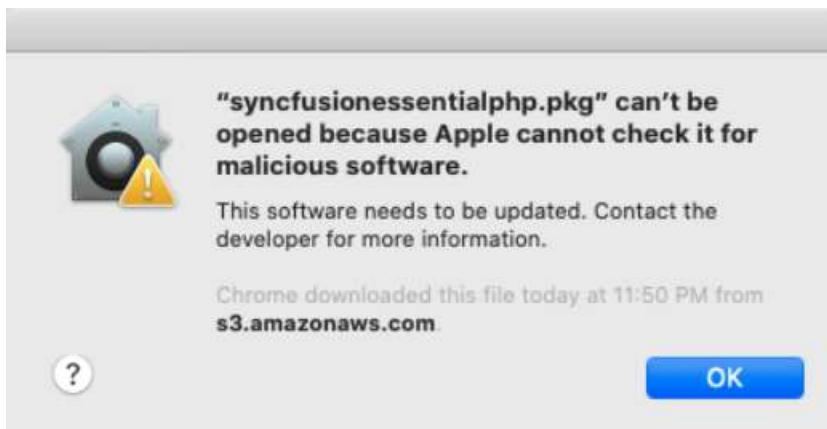 “syncfusionessentialphp.pkg” can’t be
opened because Apple cannot check it for
malicious software.
This software needs to be updated. Contact the
developer for more information.
Chrome downloaded this file today at 11:50 PM from
s3.amazonaws.com.
?
OK